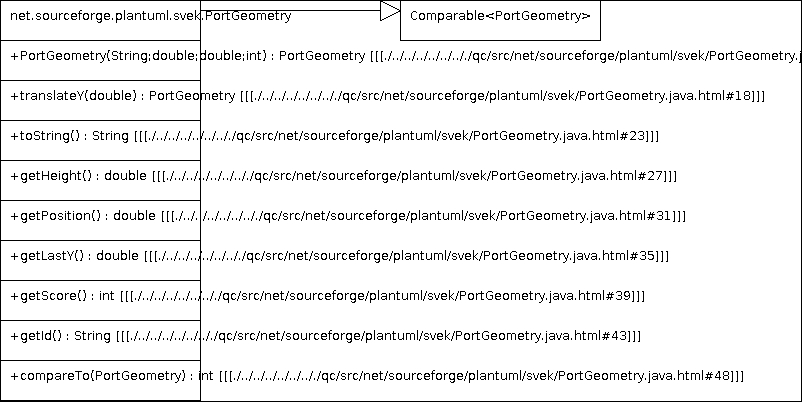 net.sourceforge.plantuml.svek.PortGeometry
Comparable<PortGeometry>
+PortGeometry(String;double;double;int) : PortGeometry [[[./../../../../../../../qc/src/net/sourceforge/plantuml/svek/PortGeometry.j
+translateY(double) : PortGeometry [[[./../../../../../../../qc/src/net/sourceforge/plantuml/svek/PortGeometry.java.html#18]]]
+toString() : String [[[./../../../../../../../qc/src/net/sourceforge/plantuml/svek/PortGeometry.java.html#23]]]
+getHeight() : double [[[./../../../../../../../qc/src/net/sourceforge/plantuml/svek/PortGeometry.java.html#27]]]
+getPosition() : double [[[./../../../../../../../qc/src/net/sourceforge/plantuml/svek/PortGeometry.java.html#31]]]
+getLastY() : double [[[./../../../../../../../qc/src/net/sourceforge/plantuml/svek/PortGeometry.java.html#35]]]
+getScore() : int [[[./../../../../../../../qc/src/net/sourceforge/plantuml/svek/PortGeometry.java.html#39]]]
+getId() : String [[[./../../../../../../../qc/src/net/sourceforge/plantuml/svek/PortGeometry.java.html#43]]]
+compareTo(PortGeometry) : int [[[./../../../../../../../qc/src/net/sourceforge/plantuml/svek/PortGeometry.java.html#48]]]